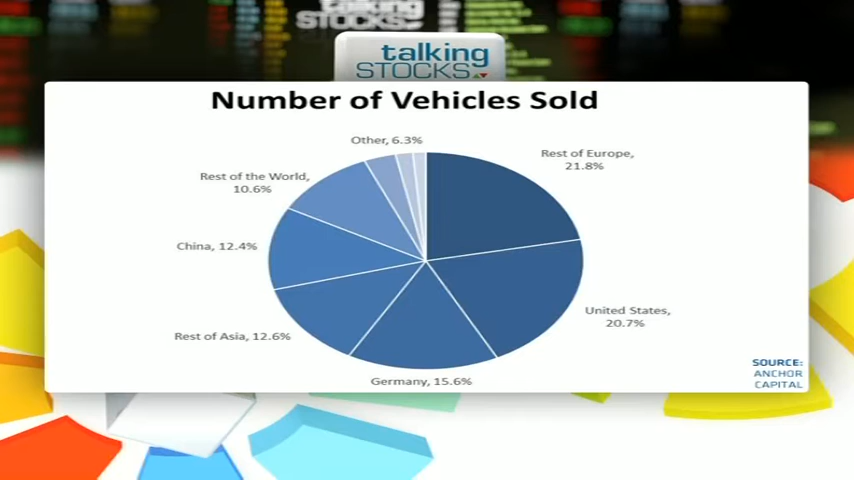 talking
STOCKS
talking
STOCKS
Number of Vehicles Sold
Other, 6.3%
Rest of Europe,
21.8%
Rest of the World,
10.6%
China, 12.4%
United States,
20.7%
Rest of Asia, 12.6%
Germany, 15.6%
SOURCE:
ANCHOR
CAPITAL